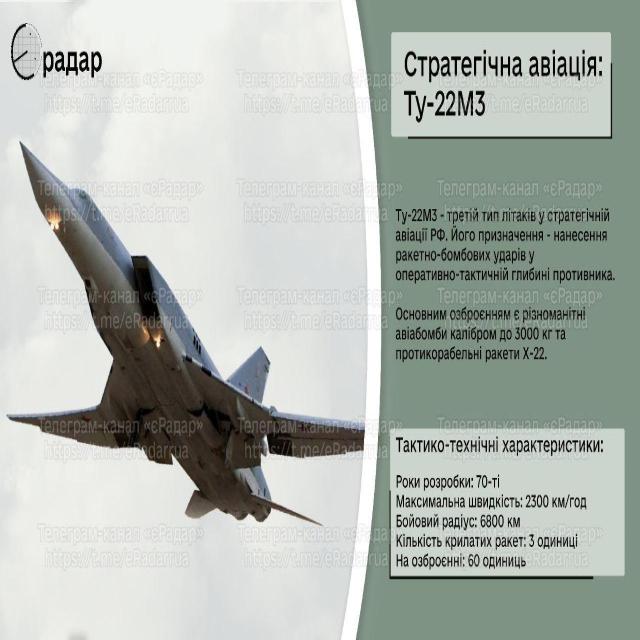 радар
Стратегічна авіація:
Ту-22М3
Ту-22М3 - третій тип літаків у стратегічній
авіації РФ. Його призначення - нанесення
ракетно-бомбових ударів у
оперативно-тактичній глибині противника.
Основним озброєнням є різноманітні
авіабомби калібром до 3000 кг та
протикорабельні ракети Х-22.
Тактико-технічні характеристики:
Роки розробки: 70-ті
Максимальна швидкість: 2300 км/год
Бойовий радіус: 6800 км
Кількість крилатих ракет: 3 одиниці
На озброєнні: 60 одиниць
Телеграм-канал «єРадар»
https://t.me/eRadarrua